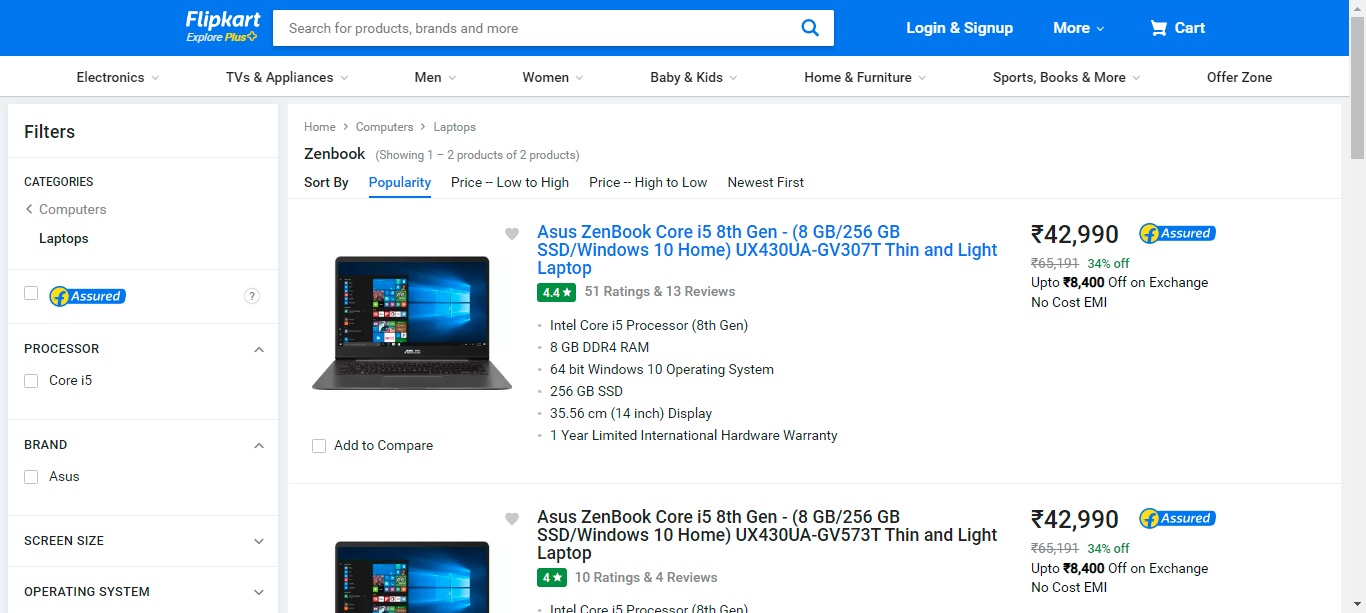 Flipkart
Explore Plus
Search for products, brands and more
Login & Signup
More
Cart
Electronics
TVs & Appliances
Men
Women
Baby & Kids
Home & Furniture
Sports, Books & More
Offer Zone
Filters
CATEGORIES
Computers
Laptops
Assured
?
PROCESSOR
Core i5
BRAND
Asus
SCREEN SIZE
OPERATING SYSTEM
Home > Computers > Laptops
Zenbook (Showing 1 – 2 products of 2 products)
Sort By Popularity Price -- Low to High Price -- High to Low Newest First
Asus ZenBook Core i5 8th Gen - (8 GB/256 GB
SSD/Windows 10 Home) UX430UA-GV307T Thin and Light
Laptop
4.4 ★ 51 Ratings & 13 Reviews
Intel Core i5 Processor (8th Gen)
8 GB DDR4 RAM
64 bit Windows 10 Operating System
256 GB SSD
35.56 cm (14 inch) Display
1 Year Limited International Hardware Warranty
Add to Compare
₹42,990
Assured
₹65,191 34% off
Upto ₹8,400 Off on Exchange
No Cost EMI
Asus ZenBook Core i5 8th Gen - (8 GB/256 GB
SSD/Windows 10 Home) UX430UA-GV573T Thin and Light
Laptop
4 ★ 10 Ratings & 4 Reviews
Intel Core i5 Processor (8th Gen)
₹42,990
Assured
₹65,191 34% off
Upto ₹8,400 Off on Exchange
No Cost EMI